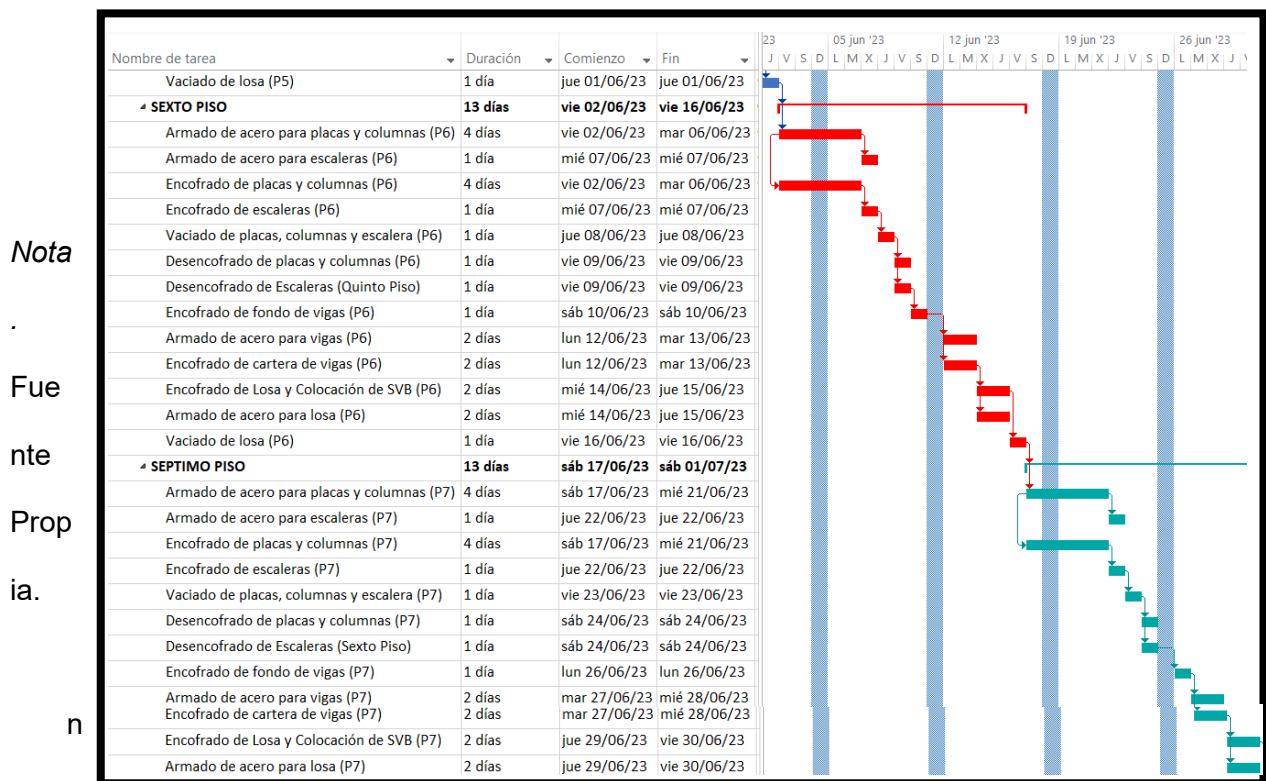 23 05 jun '23 12 jun '23 19 jun '23 26 jun '23
Nombre de tarea Duración Comienzo Fin J V S D L M X J V S D L M X J V S D L M X J V S D L M X J
Vaciado de losa (P5) 1 día jue 01/06/23 jue 01/06/23
SEXTO PISO 13 días vie 02/06/23 vie 16/06/23
Armado de acero para placas y columnas (P6) 4 días vie 02/06/23 mar 06/06/23
Armado de acero para escaleras (P6) 1 día mié 07/06/23 mié 07/06/23
Encofrado de placas y columnas (P6) 4 días vie 02/06/23 mar 06/06/23
Encofrado de escaleras (P6) 1 día mié 07/06/23 mié 07/06/23
Vaciado de placas, columnas y escalera (P6) 1 día jue 08/06/23 jue 08/06/23
Desencofrado de placas y columnas (P6) 1 día vie 09/06/23 vie 09/06/23
Desencofrado de Escaleras (Quinto Piso) 1 día vie 09/06/23 vie 09/06/23
Encofrado de fondo de vigas (P6) 1 día sáb 10/06/23 sáb 10/06/23
Armado de acero para vigas (P6) 2 días lun 12/06/23 mar 13/06/23
Encofrado de cartera de vigas (P6) 2 días lun 12/06/23 mar 13/06/23
Encofrado de Losa y Colocación de SVB (P6) 2 días mié 14/06/23 jue 15/06/23
Armado de acero para losa (P6) 2 días mié 14/06/23 jue 15/06/23
Vaciado de losa (P6) 1 día vie 16/06/23 vie 16/06/23
SEPTIMO PISO 13 días sáb 17/06/23 sáb 01/07/23
Armado de acero para placas y columnas (P7) 4 días sáb 17/06/23 mié 21/06/23
Armado de acero para escaleras (P7) 1 día jue 22/06/23 jue 22/06/23
Encofrado de placas y columnas (P7) 4 días sáb 17/06/23 mié 21/06/23
Encofrado de escaleras (P7) 1 día jue 22/06/23 jue 22/06/23
Vaciado de placas, columnas y escalera (P7) 1 día vie 23/06/23 vie 23/06/23
Desencofrado de placas y columnas (P7) 1 día sáb 24/06/23 sáb 24/06/23
Desencofrado de Escaleras (Sexto Piso) 1 día sáb 24/06/23 sáb 24/06/23
Encofrado de fondo de vigas (P7) 1 día lun 26/06/23 lun 26/06/23
Armado de acero para vigas (P7) 2 días mar 27/06/23 mié 28/06/23
Encofrado de cartera de vigas (P7) 2 días mar 27/06/23 mié 28/06/23
Encofrado de Losa y Colocación de SVB (P7) 2 días jue 29/06/23 vie 30/06/23
Armado de acero para losa (P7) 2 días jue 29/06/23 vie 30/06/23
Nota
.
Fue
nte
Prop
ia.
n